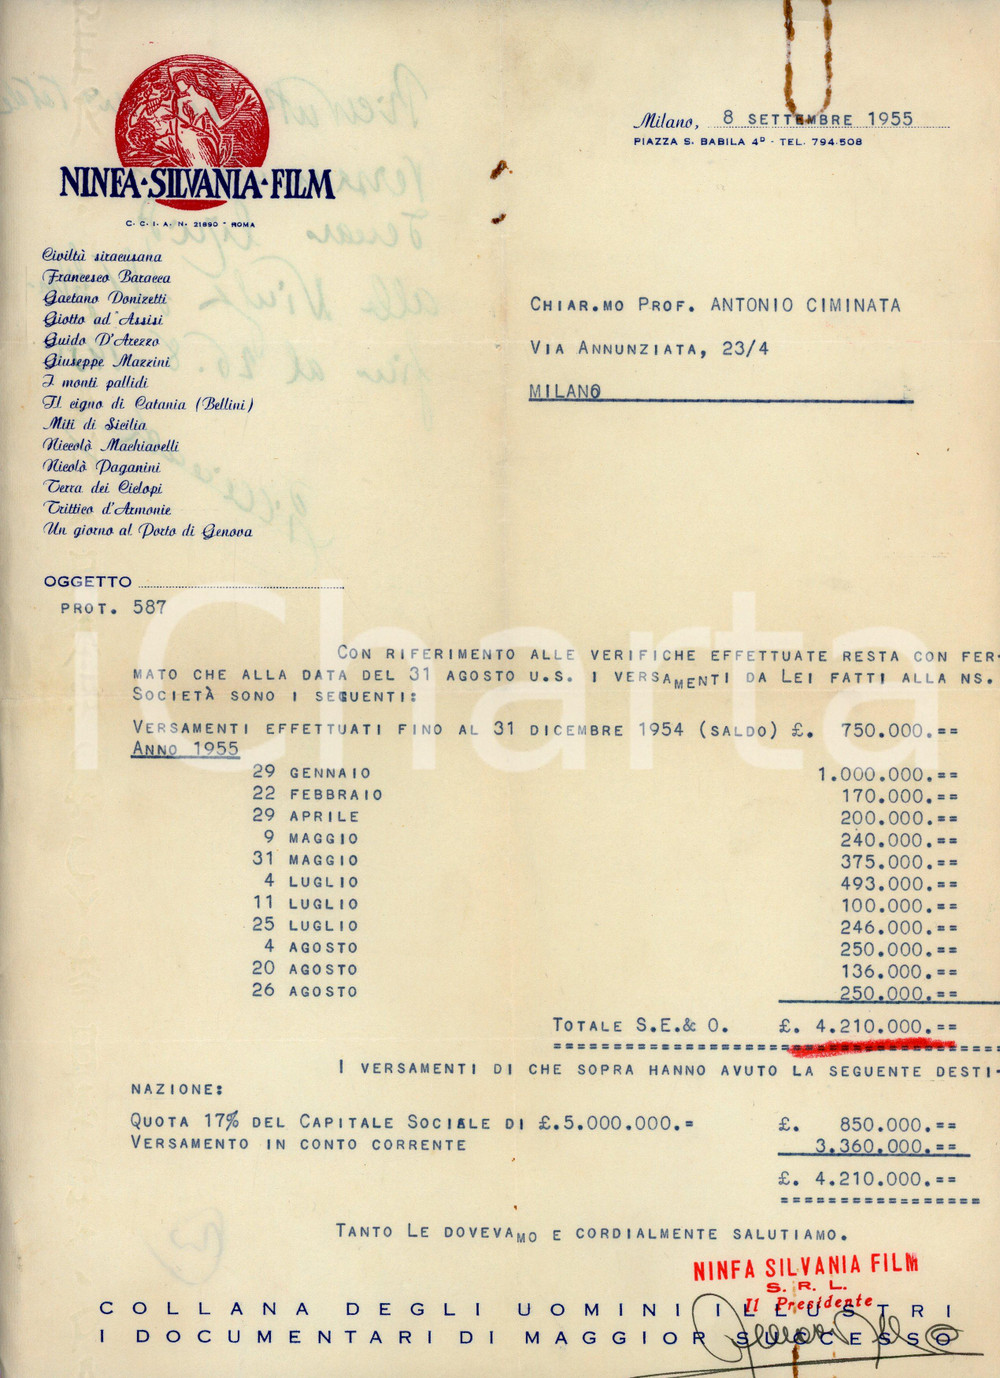 NINFA·SILVANIA·FILM
C. C. I. A. N. 21890 - ROMA
Milano, 8 SETTEMBRE 1955
PIAZZA S. BABILA 4D - TEL. 794-508
Civiltà siracusana
Francesco Baracca
Gaetano Donizetti
Giotto ad Assisi
Guido D'Arezzo
Giuseppe Mazzini
I monti pallidi
Il cigno di Catania (Bellini)
Miti di Sicilia
Niccolò Machiavelli
Nicolò Paganini
Terra dei Ciclopi
Trittico d'Armonie
Un giorno al Porto di Genova
CHIAR.MO PROF. ANTONIO CIMINATA
VIA ANNUNZIATA, 23/4
MILANO
OGGETTO
PROT. 587
iCharta
CON RIFERIMENTO ALLE VERIFICHE EFFETTUATE RESTA CON FER-
MATO CHE ALLA DATA DEL 31 AGOSTO U.S. I VERSAMENTI DA LEI FATTI ALLA NS.
SOCIETÀ SONO I SEGUENTI:
VERSAMENTI EFFETTUATI FINO AL 31 DICEMBRE 1954 (SALDO) £. 750.000.==
ANNO 1955
29 GENNAIO 1.000.000.==
22 FEBBRAIO 170.000.==
29 APRILE 200.000.==
9 MAGGIO 240.000.==
31 MAGGIO 375.000.==
4 LUGLIO 493.000.==
11 LUGLIO 100.000.==
25 LUGLIO 246.000.==
4 AGOSTO 250.000.==
20 AGOSTO 136.000.==
26 AGOSTO 250.000.==
TOTALE S.E.& O. £. 4.210.000.==
I VERSAMENTI DI CHE SOPRA HANNO AVUTO LA SEGUENTE DESTI-
NAZIONE:
QUOTA 17% DEL CAPITALE SOCIALE DI £.5.000.000.= £. 850.000.==
VERSAMENTO IN CONTO CORRENTE 3.360.000.==
£. 4.210.000.==
TANTO LE DOVEVAMO E CORDIALMENTE SALUTIAMO.
NINFA SILVANIA FILM
S. R. L.
Il Presidente
COLLANA DEGLI UOMINI ILLUSTRI
I DOCUMENTARI DI MAGGIOR SUCCESSO